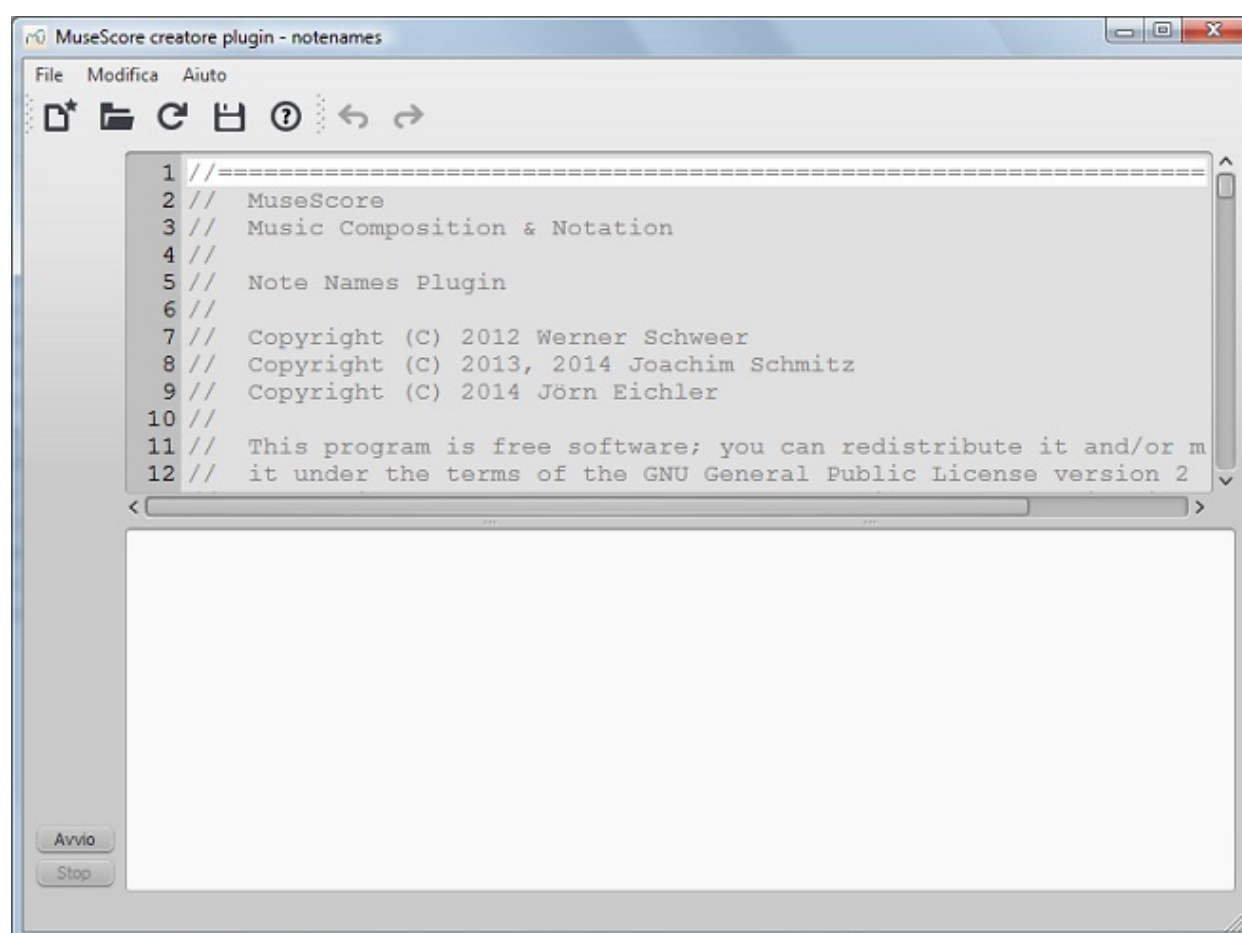 MuseScore creatore plugin - notenames
File Modifica Aiuto
1 //=================================================================
2 // MuseScore
3 // Music Composition & Notation
4 //
5 // Note Names Plugin
6 //
7 // Copyright (C) 2012 Werner Schweer
8 // Copyright (C) 2013, 2014 Joachim Schmitz
9 // Copyright (C) 2014 Jörn Eichler
10 //
11 // This program is free software; you can redistribute it and/or m
12 // it under the terms of the GNU General Public License version 2
Avvio
Stop